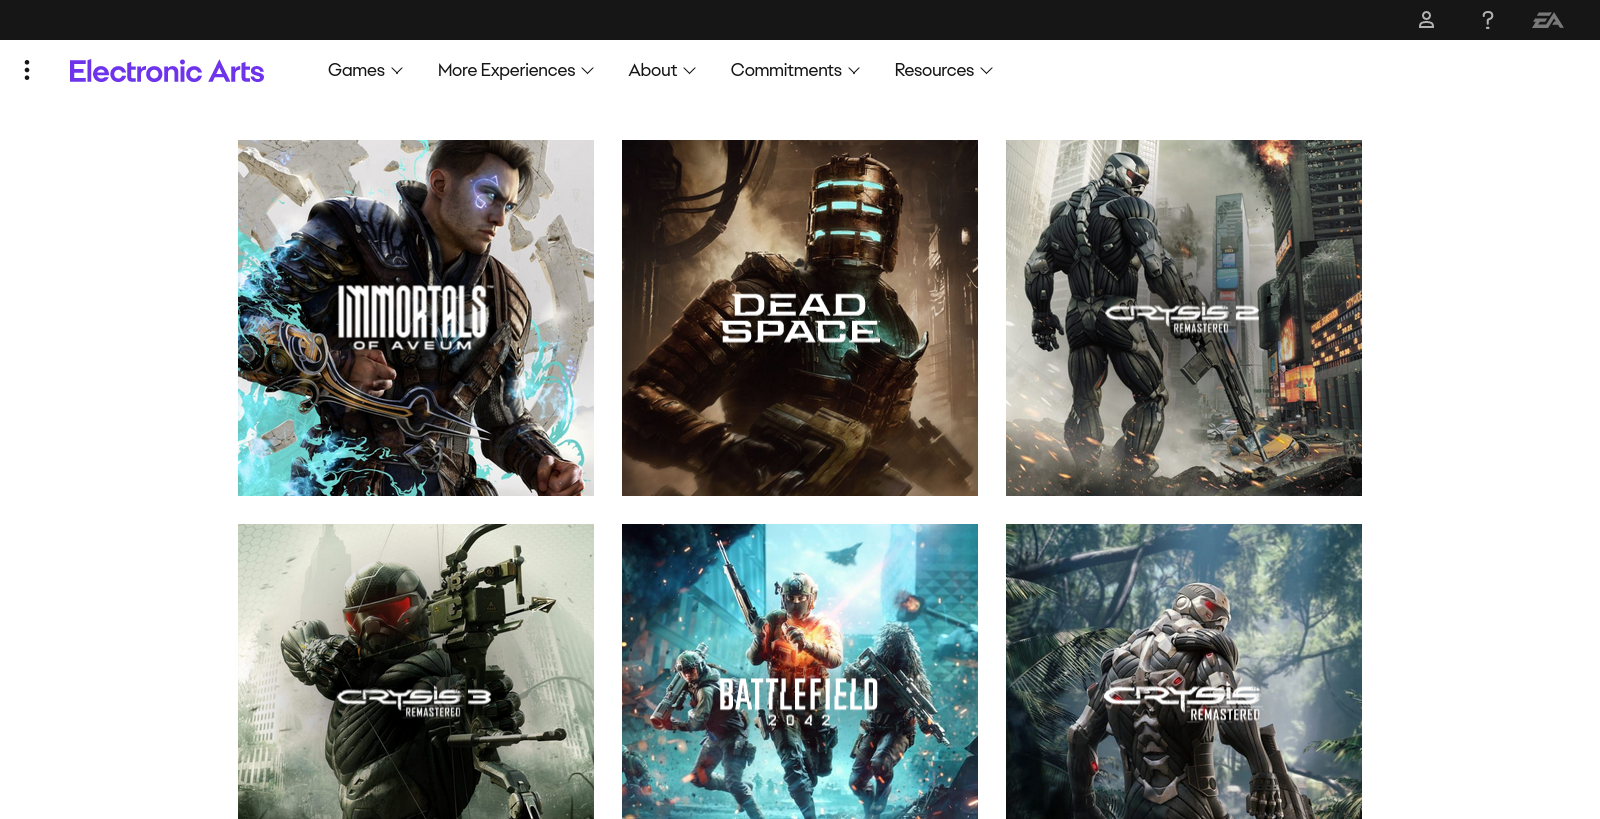 ?
EA
Electronic Arts
Games
More Experiences
About
Commitments
Resources
IMMORTALS
OF AVEUM
DEAD
SPACE
CRYSIS 2
REMASTERED
CRYSIS 3
REMASTERED
BATTLEFIELD
2042
CRYSIS
REMASTERED